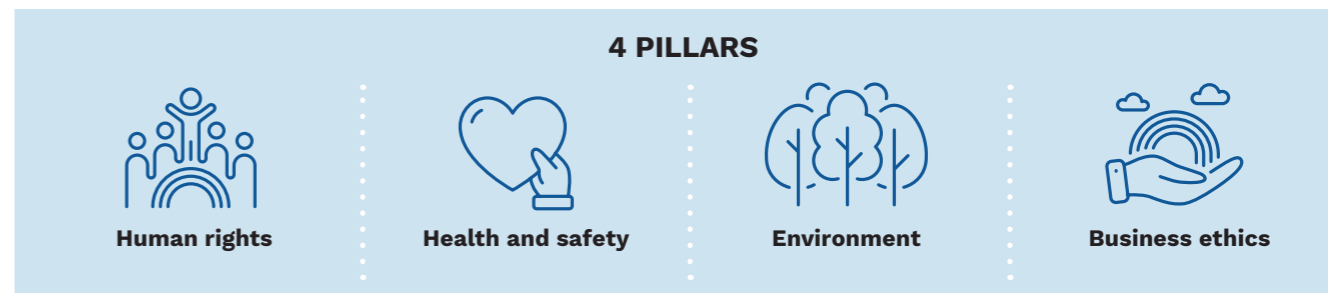 4 PILLARS
Human rights
Health and safety
Environment
Business ethics